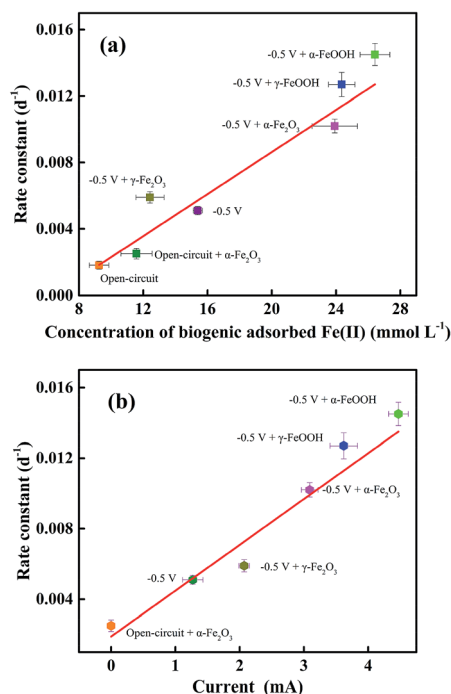 (a)
-0.5 V + α-FeOOH
-0.5 V + γ-FeOOH
-0.5 V + α-Fe₂O₃
-0.5 V + γ-Fe₂O₃
-0.5 V
Open-circuit + α-Fe₂O₃
Open-circuit
0.016
0.012
0.008
0.004
0.000
Rate constant (d⁻¹)
8 12 16 20 24 28
Concentration of biogenic adsorbed Fe(II) (mmol L⁻¹)
(b)
-0.5 V + α-FeOOH
-0.5 V + γ-FeOOH
-0.5 V + α-Fe₂O₃
-0.5 V + γ-Fe₂O₃
-0.5 V
Open-circuit + α-Fe₂O₃
0.016
0.012
0.008
0.004
Rate constant (d⁻¹)
0 1 2 3 4
Current (mA)